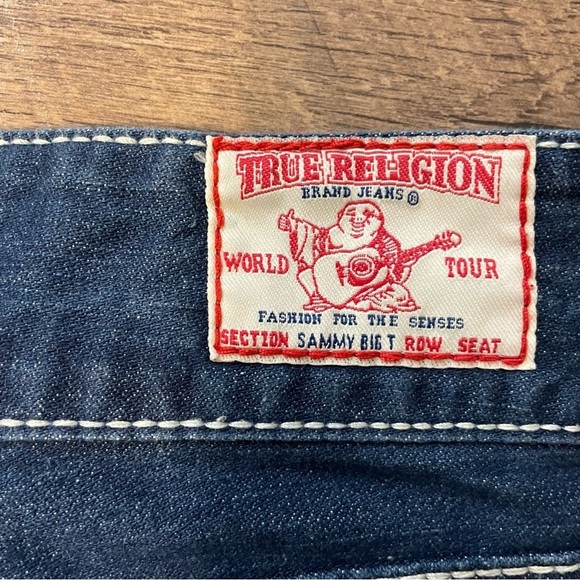 TRUE RELIGION
BRAND JEANS ®
WORLD TOUR
FASHION FOR THE SENSES
SECTION SAMMY BIG T ROW SEAT